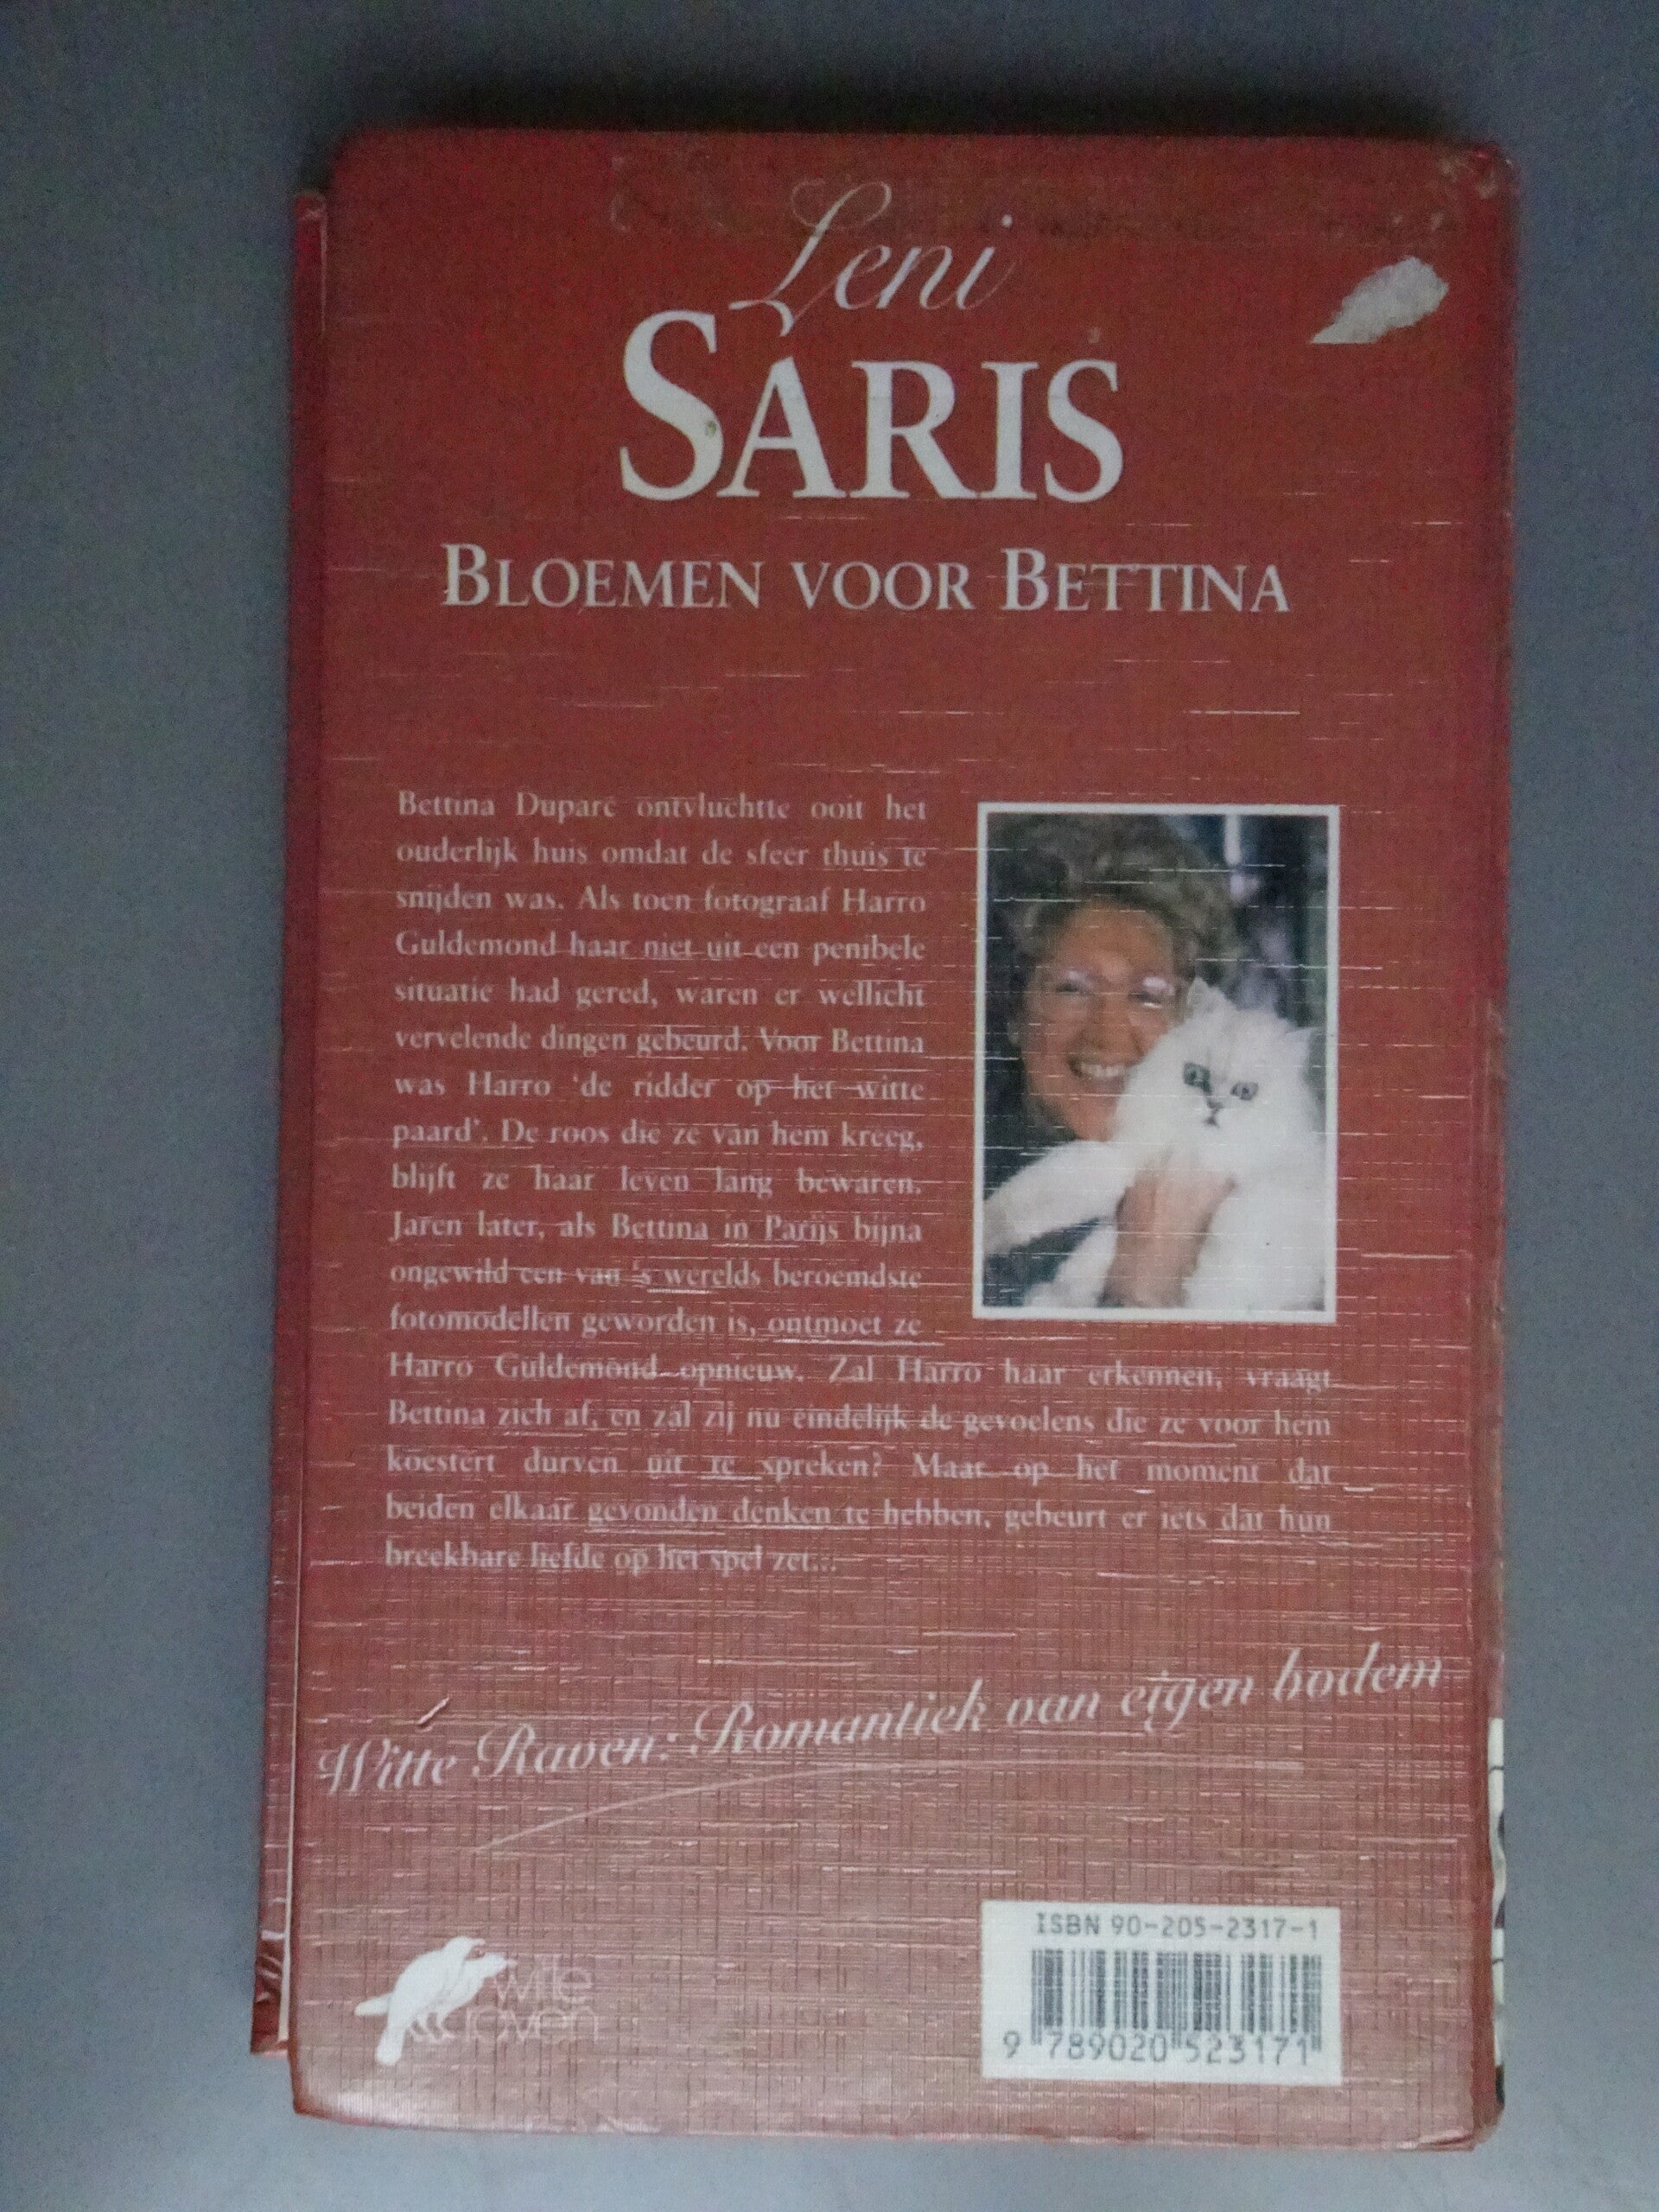 Leni
SARIS
BLOEMEN VOOR BETTINA
Bettina Duparc ontvluchtte ooit het
ouderlijk huis omdat de sfeer thuis te
snijden was. Als toen fotograaf Harro
Guldemond haar niet uit een penibele
situatie had gered, waren er wellicht
vervelende dingen gebeurd. Voor Bettina
was Harro ‘de ridder op het witte
paard’. De roos die ze van hem kreeg,
blijft ze haar leven lang bewaren.
Jaren later, als Bettina in Parijs bijna
ongewild een van ‘s werelds beroemdste
fotomodellen geworden is, ontmoet ze
Harro Guldemond opnieuw. Zal Harro haar erkennen, vraagt
Bettina zich af, en zal zij nu eindelijk de gevoelens die ze voor hem
koestert durven uit te spreken? Maar op het moment dat
beiden elkaar gevonden denken te hebben, gebeurt er iets dat hun
breekbare liefde op het spel zet...
Witte Raven: Romantiek van eigen bodem
witte
raven
ISBN 90-205-2317-1
9 789020 523171